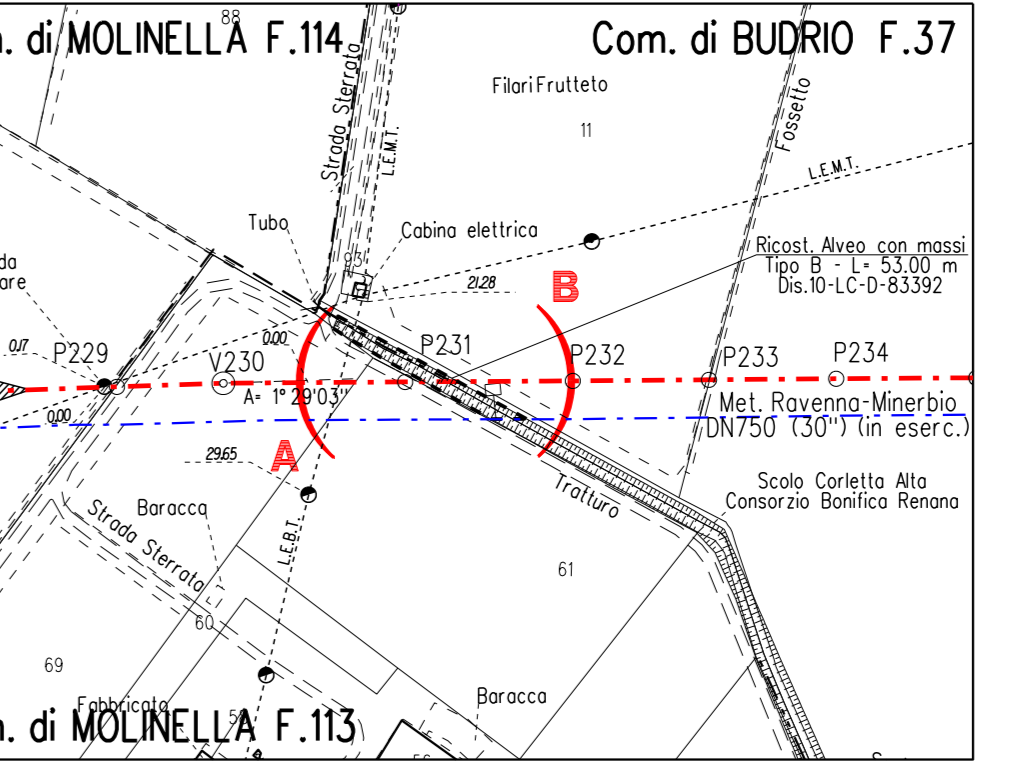 88
di MOLINELLA F.114
Com. di BUDRIO F.37
Strada Sterrata
L.E.M.T.
Filari Frutteto
11
Fossetto
L.E.M.T.
Tubo
Cabina elettrica
93
21.28
B
Ricost. Alveo con massi
Tipo B - L= 53.00 m
Dis.10-LC-D-83392
0.17
P229
V230
0.00
P231
P232
P233
P234
A= 1°29'03"
0.00
Met. Ravenna-Minerbio
DN750 (30") (in eserc.)
A
29.65
Baracca
Strada Sterrata
L.E.B.T.
Tratturo
Scolo Corletta Alta
Consorzio Bonifica Renana
61
60
69
Fabbricato
Baracca
di MOLINELLA F.113